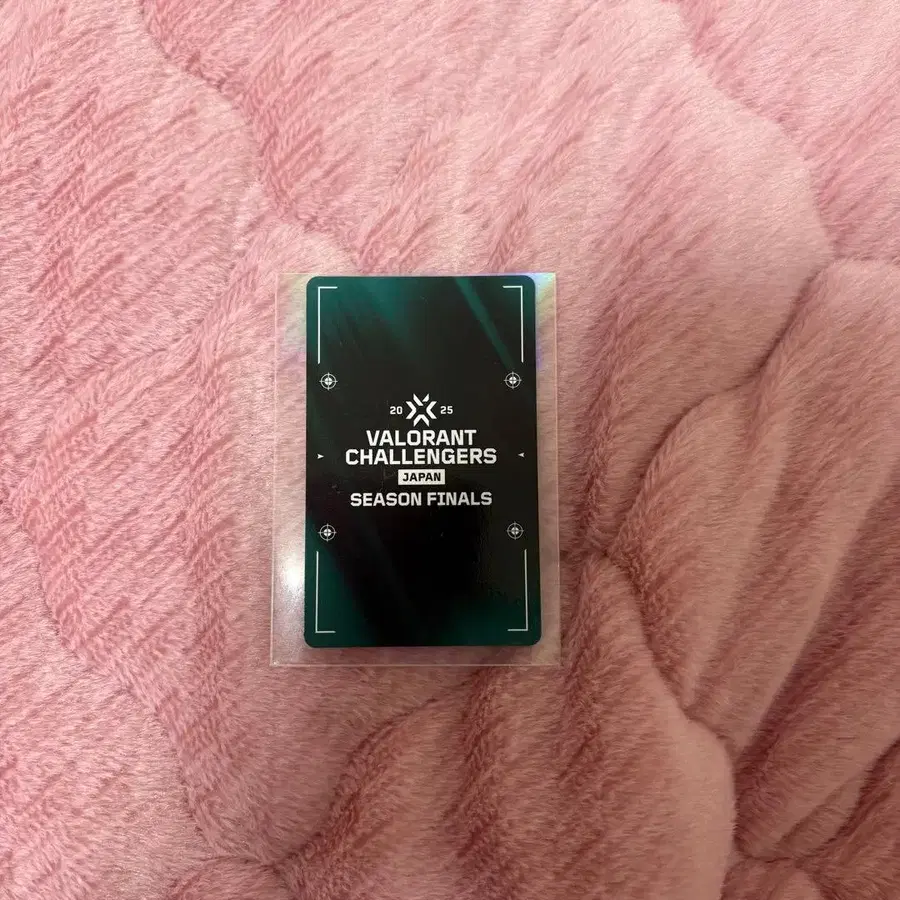 20 25
VALORANT
CHALLENGERS
JAPAN
SEASON FINALS